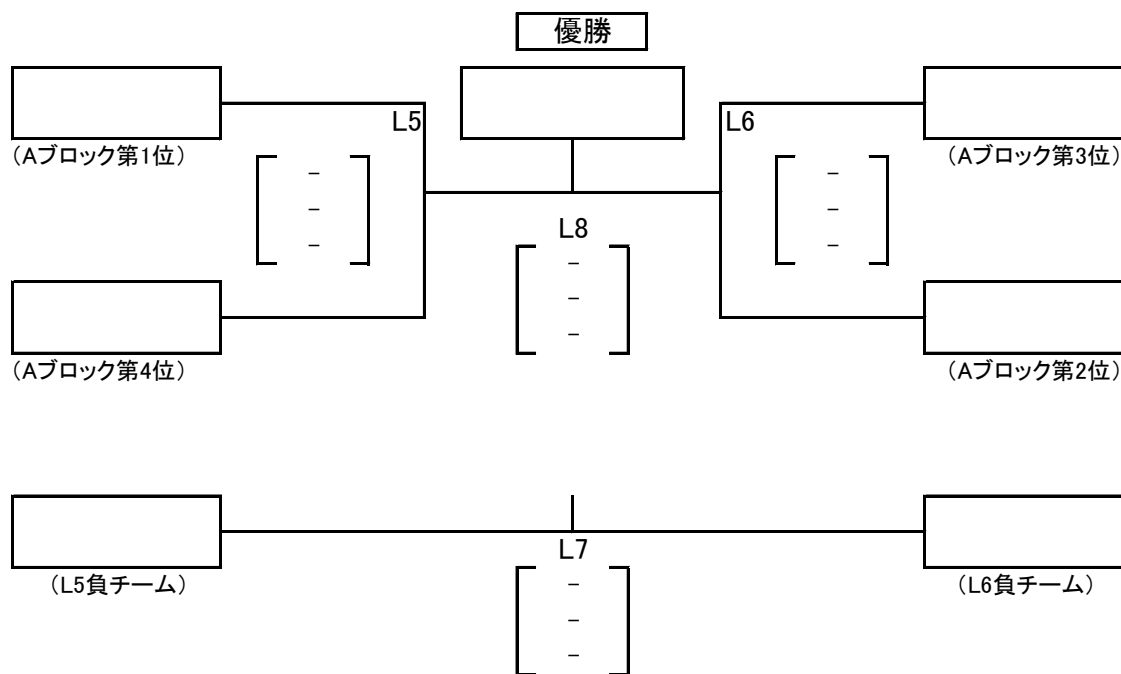 優勝
L5
L6
（Aブロック第1位）
（Aブロック第3位）
－
－
－
－
－
－
L8
－
－
－
（Aブロック第4位）
（Aブロック第2位）
L7
（L5負チーム）
（L6負チーム）
－
－
－